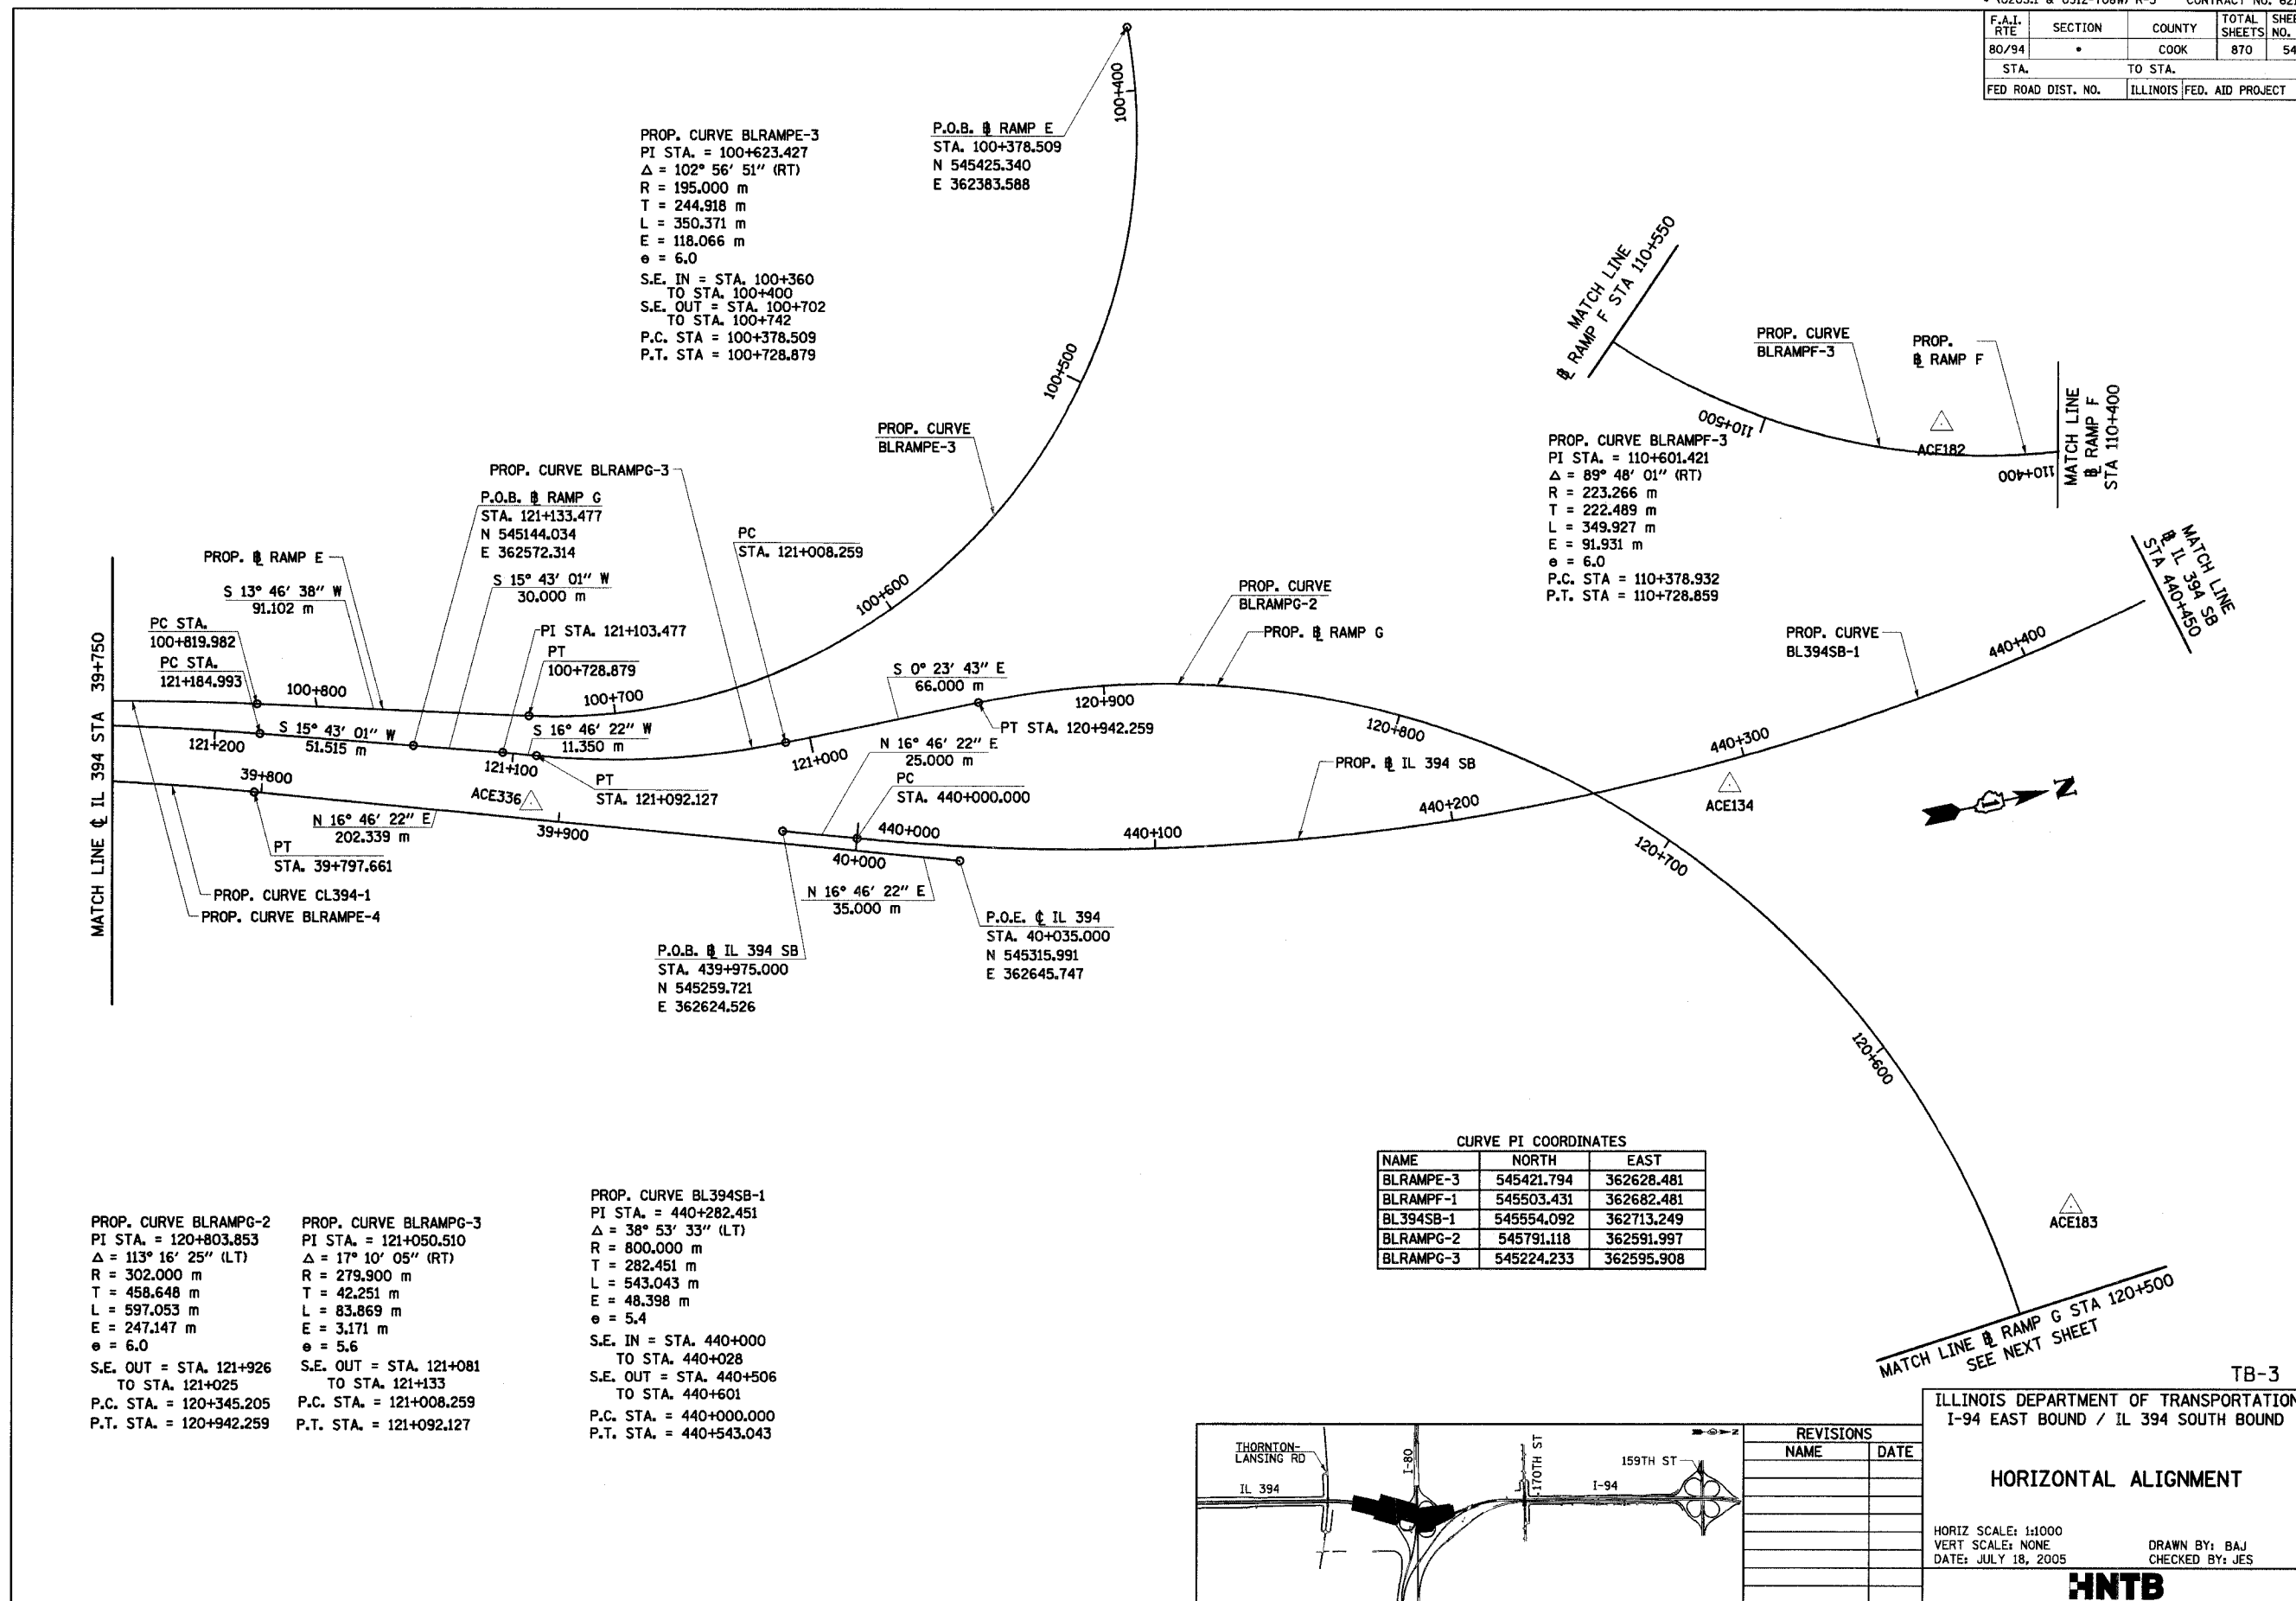 F.A.I. RTE SECTION COUNTY TOTAL SHEETS
80/94 • COOK 870 54
STA. TO STA.
FED ROAD DIST. NO. ILLINOIS FED. AID PROJECT
PROP. CURVE BLRAMPE-3
PI STA. = 100+623.427
Δ = 102° 56' 51" (RT)
R = 195.000 m
T = 244.918 m
L = 350.371 m
E = 118.066 m
e = 6.0
S.E. IN = STA. 100+360
TO STA. 100+400
S.E. OUT = STA. 100+702
TO STA. 100+742
P.C. STA = 100+378.509
P.T. STA = 100+728.879
P.O.B. ⅊ RAMP E
STA. 100+378.509
N 545425.340
E 362383.588
100+400
100+500
100+600
100+700
100+800
PROP. CURVE
BLRAMPE-3
MATCH LINE
⅊ RAMP F STA 110+550
PROP. CURVE
BLRAMPF-3
PROP.
⅊ RAMP F
110+500
ACE182
110+400
MATCH LINE
⅊ RAMP F
STA 110+400
PROP. CURVE BLRAMPF-3
PI STA. = 110+601.421
Δ = 89° 48' 01" (RT)
R = 223.266 m
T = 222.489 m
L = 349.927 m
E = 91.931 m
e = 6.0
P.C. STA = 110+378.932
P.T. STA = 110+728.859
PROP. CURVE BLRAMPG-3
P.O.B. ⅊ RAMP G
STA. 121+133.477
N 545144.034
E 362572.314
PC
STA. 121+008.259
PROP. ⅊ RAMP E
S 13° 46' 38" W
91.102 m
S 15° 43' 01" W
30.000 m
PC STA.
100+819.982
PC STA.
121+184.993
PI STA. 121+103.477
PT
100+728.879
MATCH LINE ℄ IL 394 STA 39+750
S 15° 43' 01" W
51.515 m
S 16° 46' 22" W
11.350 m
121+200
121+100
121+000
PT
STA. 121+092.127
S 0° 23' 43" E
66.000 m
PT STA. 120+942.259
PROP. CURVE
BLRAMPG-2
PROP. ⅊ RAMP G
120+900
120+800
120+700
120+600
MATCH LINE
⅊ IL 394 SB
STA 440+450
PROP. CURVE
BL394SB-1
440+400
440+300
440+200
440+100
440+000
ACE134
PROP. ⅊ IL 394 SB
N
N 16° 46' 22" E
25.000 m
PC
STA. 440+000.000
39+800
39+900
40+000
ACE336
N 16° 46' 22" E
202.339 m
PT
STA. 39+797.661
PROP. CURVE CL394-1
PROP. CURVE BLRAMPE-4
N 16° 46' 22" E
35.000 m
P.O.B. ⅊ IL 394 SB
STA. 439+975.000
N 545259.721
E 362624.526
P.O.E. ℄ IL 394
STA. 40+035.000
N 545315.991
E 362645.747
CURVE PI COORDINATES
NAME NORTH EAST
BLRAMPE-3 545421.794 362628.481
BLRAMPF-1 545503.431 362682.481
BL394SB-1 545554.092 362713.249
BLRAMPG-2 545791.118 362591.997
BLRAMPG-3 545224.233 362595.908
ACE183
MATCH LINE ⅊ RAMP G STA 120+500
SEE NEXT SHEET
PROP. CURVE BLRAMPG-2
PI STA. = 120+803.853
Δ = 113° 16' 25" (LT)
R = 302.000 m
T = 458.648 m
L = 597.053 m
E = 247.147 m
e = 6.0
S.E. OUT = STA. 121+926
TO STA. 121+025
P.C. STA. = 120+345.205
P.T. STA. = 120+942.259
PROP. CURVE BLRAMPG-3
PI STA. = 121+050.510
Δ = 17° 10' 05" (RT)
R = 279.900 m
T = 42.251 m
L = 83.869 m
E = 3.171 m
e = 5.6
S.E. OUT = STA. 121+081
TO STA. 121+133
P.C. STA. = 121+008.259
P.T. STA. = 121+092.127
PROP. CURVE BL394SB-1
PI STA. = 440+282.451
Δ = 38° 53' 33" (LT)
R = 800.000 m
T = 282.451 m
L = 543.043 m
E = 48.398 m
e = 5.4
S.E. IN = STA. 440+000
TO STA. 440+028
S.E. OUT = STA. 440+506
TO STA. 440+601
P.C. STA. = 440+000.000
P.T. STA. = 440+543.043
THORNTON-
LANSING RD
IL 394
I-80
170TH ST
I-94
159TH ST
REVISIONS
NAME DATE
TB-3
ILLINOIS DEPARTMENT OF TRANSPORTATION
I-94 EAST BOUND / IL 394 SOUTH BOUND
HORIZONTAL ALIGNMENT
HORIZ SCALE: 1:1000
VERT SCALE: NONE
DATE: JULY 18, 2005
DRAWN BY: BAJ
CHECKED BY: JES
HNTB